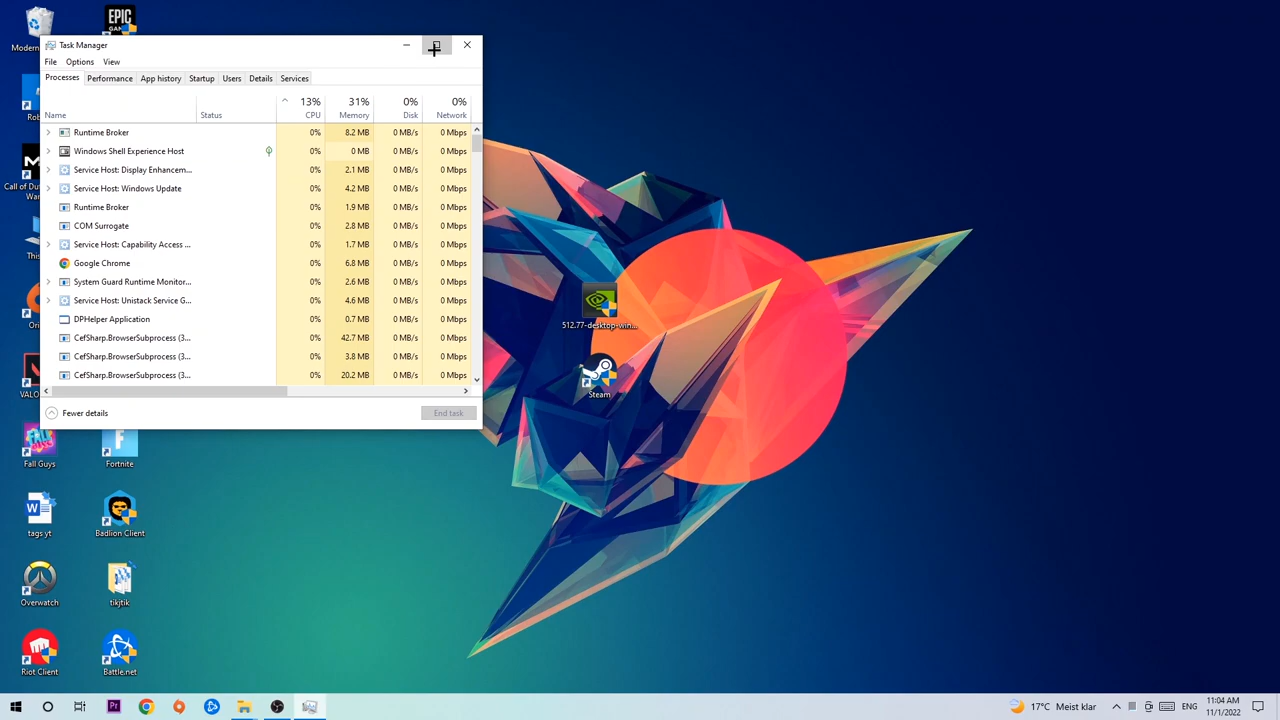 EPIC
GAM
Modern
Task Manager
File Options View
Processes Performance App history Startup Users Details Services
13% 31% 0% 0%
Name Status CPU Memory Disk Network
Runtime Broker 0% 8.2 MB 0 MB/s 0 Mbps
Windows Shell Experience Host 0% 0 MB 0 MB/s 0 Mbps
Service Host: Display Enhancem... 0% 2.1 MB 0 MB/s 0 Mbps
Service Host: Windows Update 0% 4.2 MB 0 MB/s 0 Mbps
Runtime Broker 0% 1.9 MB 0 MB/s 0 Mbps
COM Surrogate 0% 2.8 MB 0 MB/s 0 Mbps
Service Host: Capability Access ... 0% 1.7 MB 0 MB/s 0 Mbps
Google Chrome 0% 6.8 MB 0 MB/s 0 Mbps
System Guard Runtime Monitor... 0% 2.6 MB 0 MB/s 0 Mbps
Service Host: Unistack Service G... 0% 4.6 MB 0 MB/s 0 Mbps
DPHelper Application 0% 0.7 MB 0 MB/s 0 Mbps
CefSharp.BrowserSubprocess (3... 0% 42.7 MB 0 MB/s 0 Mbps
CefSharp.BrowserSubprocess (3... 0% 3.8 MB 0 MB/s 0 Mbps
CefSharp.BrowserSubprocess (3... 0% 20.2 MB 0 MB/s 0 Mbps
Fewer details End task
Rob
Call of Du
War
This
Ori
VALO
512.77-desktop-win...
Steam
Fall Guys
Fortnite
tags yt
Badlion Client
Overwatch
tikjtik
Riot Client
Battle.net
Pr
17°C Meist klar
ENG
11:04 AM
11/1/2022